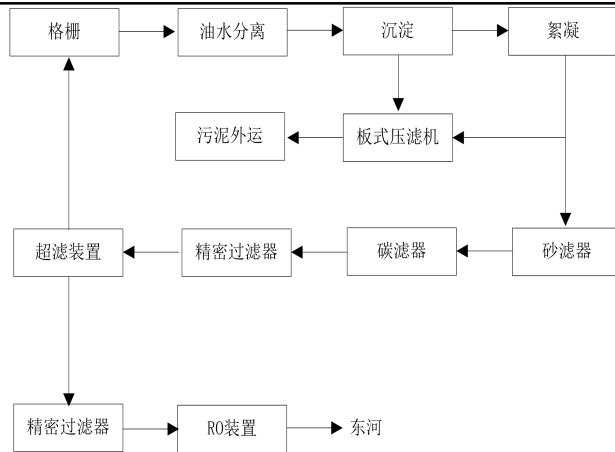 格栅
油水分离
沉淀
絮凝
污泥外运
板式压滤机
超滤装置
精密过滤器
碳滤器
砂滤器
精密过滤器
RO装置
东河